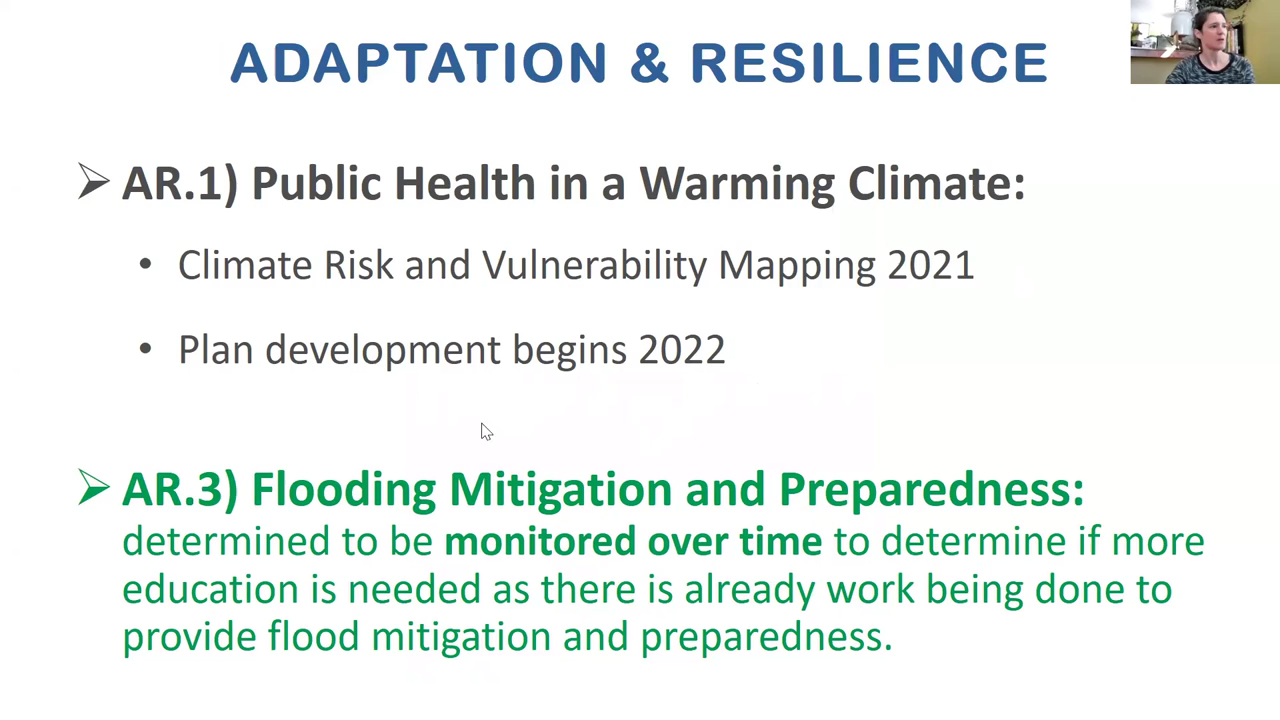 ADAPTATION & RESILIENCE
AR.1) Public Health in a Warming Climate:
Climate Risk and Vulnerability Mapping 2021
Plan development begins 2022
AR.3) Flooding Mitigation and Preparedness:
determined to be monitored over time to determine if more
education is needed as there is already work being done to
provide flood mitigation and preparedness.